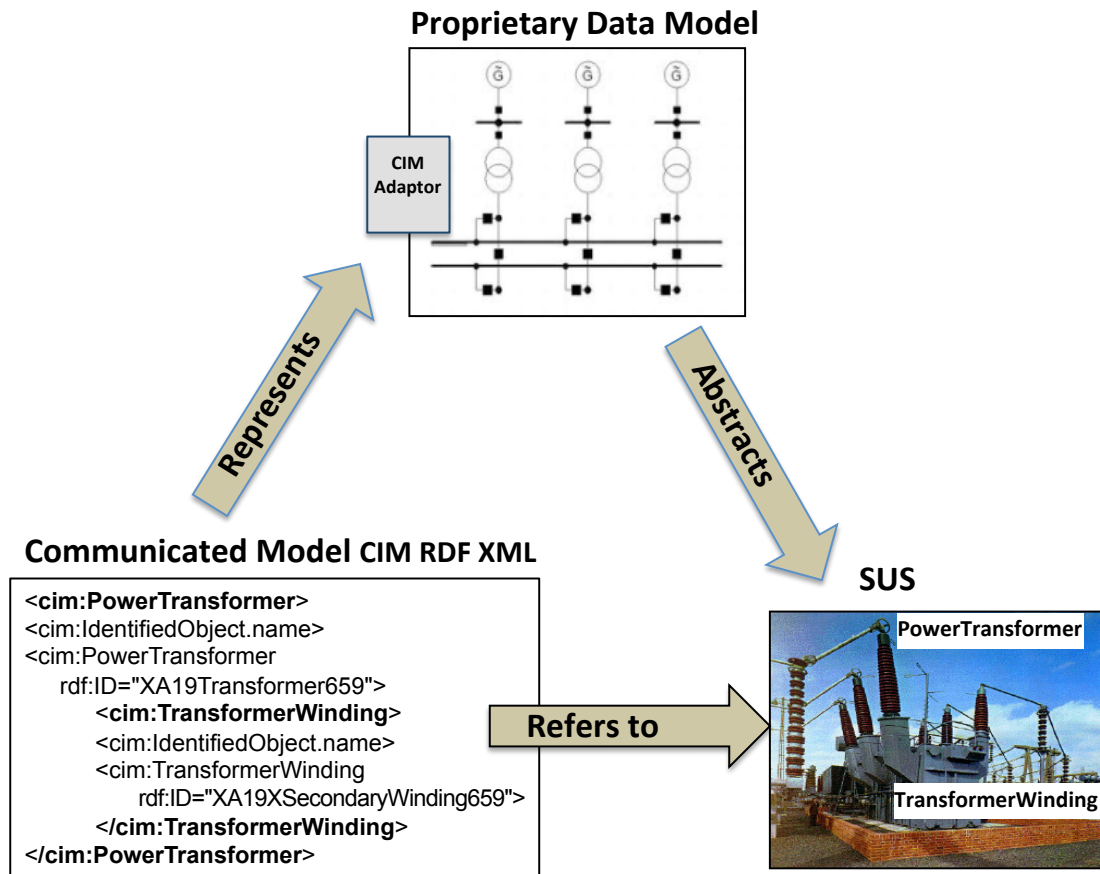 Proprietary Data Model
G̃
G̃
G̃
CIM
Adaptor
Represents
Abstracts
Communicated Model CIM RDF XML
<cim:PowerTransformer>
<cim:IdentifiedObject.name>
<cim:PowerTransformer
rdf:ID="XA19Transformer659">
<cim:TransformerWinding>
<cim:IdentifiedObject.name>
<cim:TransformerWinding
rdf:ID="XA19XSecondaryWinding659">
</cim:TransformerWinding>
</cim:PowerTransformer>
Refers to
SUS
PowerTransformer
TransformerWinding